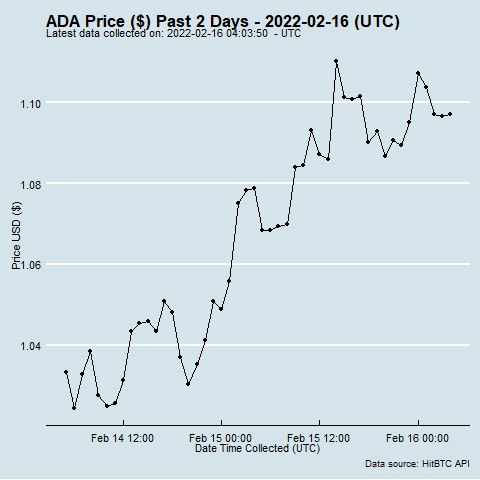 ADA Price ($) Past 2 Days - 2022-02-16 (UTC)
Latest data collected on: 2022-02-16 04:03:50 - UTC
1.10
1.08
1.06
1.04
Price USD ($)
Feb 14 12:00 Feb 15 00:00 Feb 15 12:00 Feb 16 00:00
Date Time Collected (UTC)
Data source: HitBTC API